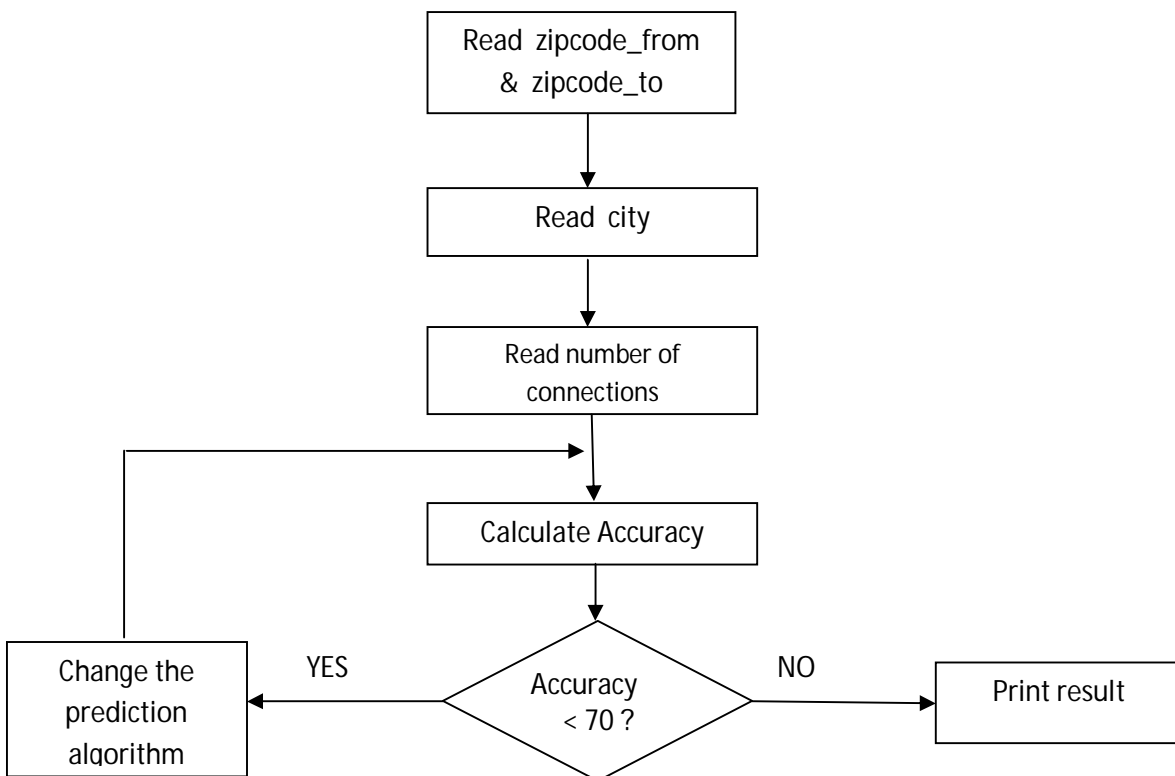 Read zipcode_from
& zipcode_to
Read city
Read number of
connections
Calculate Accuracy
Accuracy
< 70 ?
YES
NO
Change the
prediction
algorithm
Print result